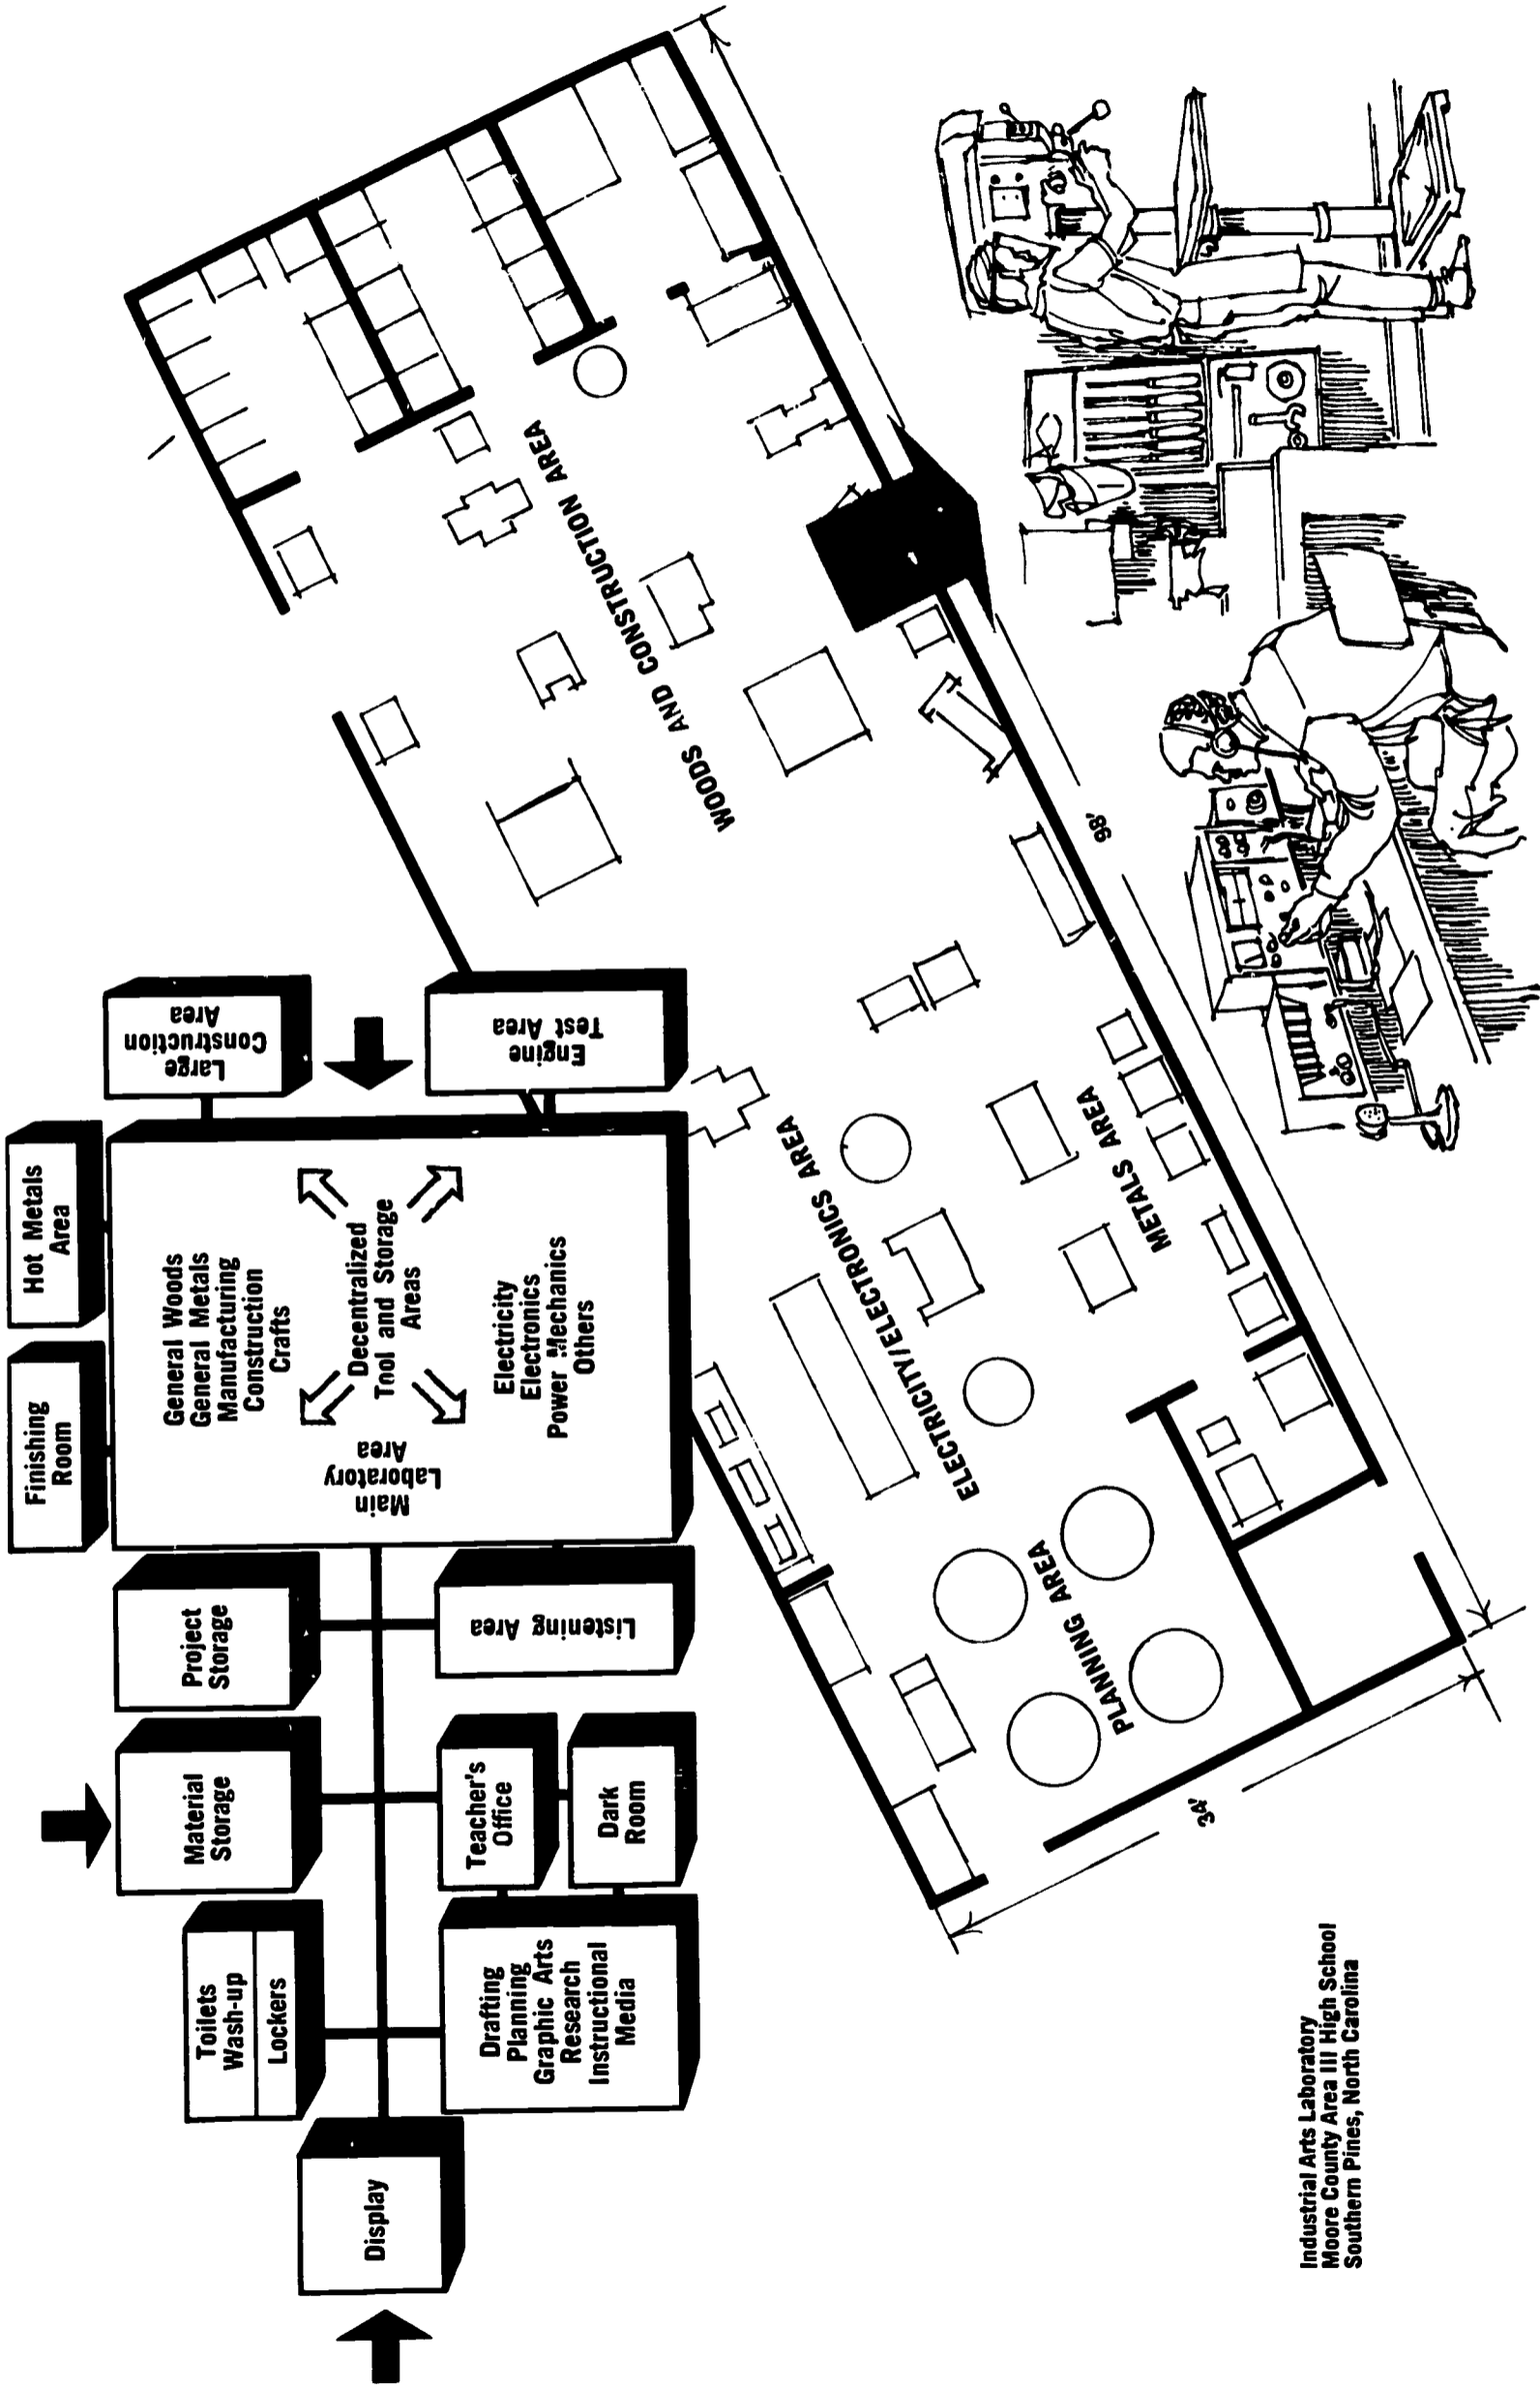 Display
Toilets
Wash-up
Lockers
Drafting
Planning
Graphic Arts
Research
Instructional
Media
Material
Storage
Teacher's
Office
Dark
Room
Project
Storage
Listening Area
Finishing
Room
Hot Metals
Area
Main
Laboratory
Area
General Woods
General Metals
Manufacturing
Construction
Crafts
Decentralized
Tool and Storage
Areas
Electricity
Electronics
Power Mechanics
Others
Large
Construction
Area
Engine
Test Area
WOODS AND CONSTRUCTION AREA
ELECTRICITY/ELECTRONICS AREA
METALS AREA
PLANNING AREA
98'
34'
Industrial Arts Laboratory
Moore County Area III High School
Southern Pines, North Carolina